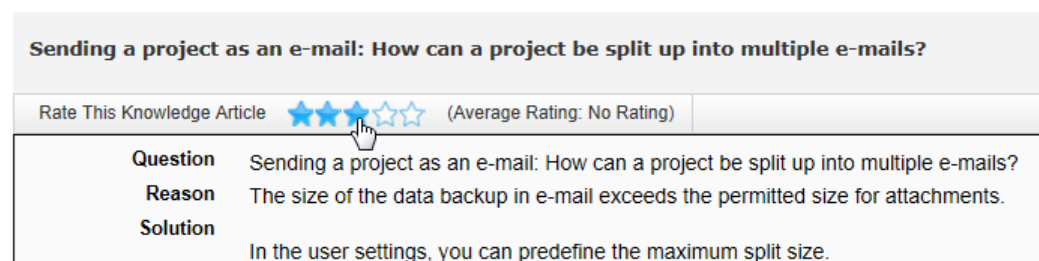 Sending a project as an e-mail: How can a project be split up into multiple e-mails?
Rate This Knowledge Article (Average Rating: No Rating)
Question Sending a project as an e-mail: How can a project be split up into multiple e-mails?
Reason The size of the data backup in e-mail exceeds the permitted size for attachments.
Solution
In the user settings, you can predefine the maximum split size.